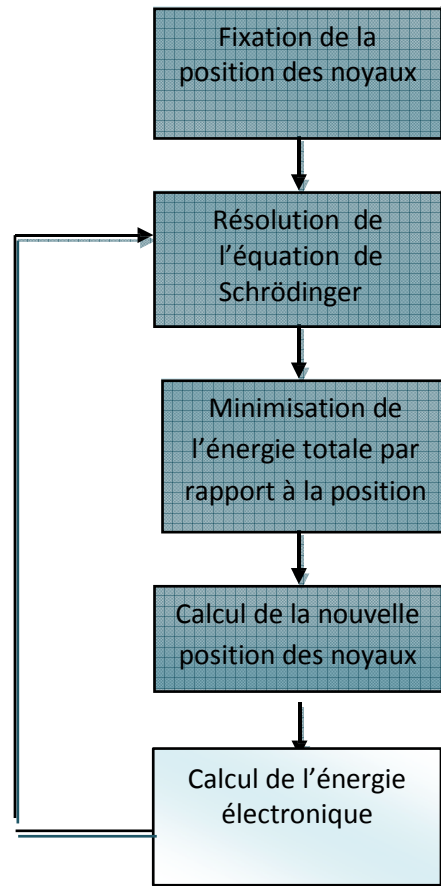 Fixation de la
position des noyaux
Résolution de
l’équation de
Schrödinger
Minimisation de
l’énergie totale par
rapport à la position
Calcul de la nouvelle
position des noyaux
Calcul de l’énergie
électronique